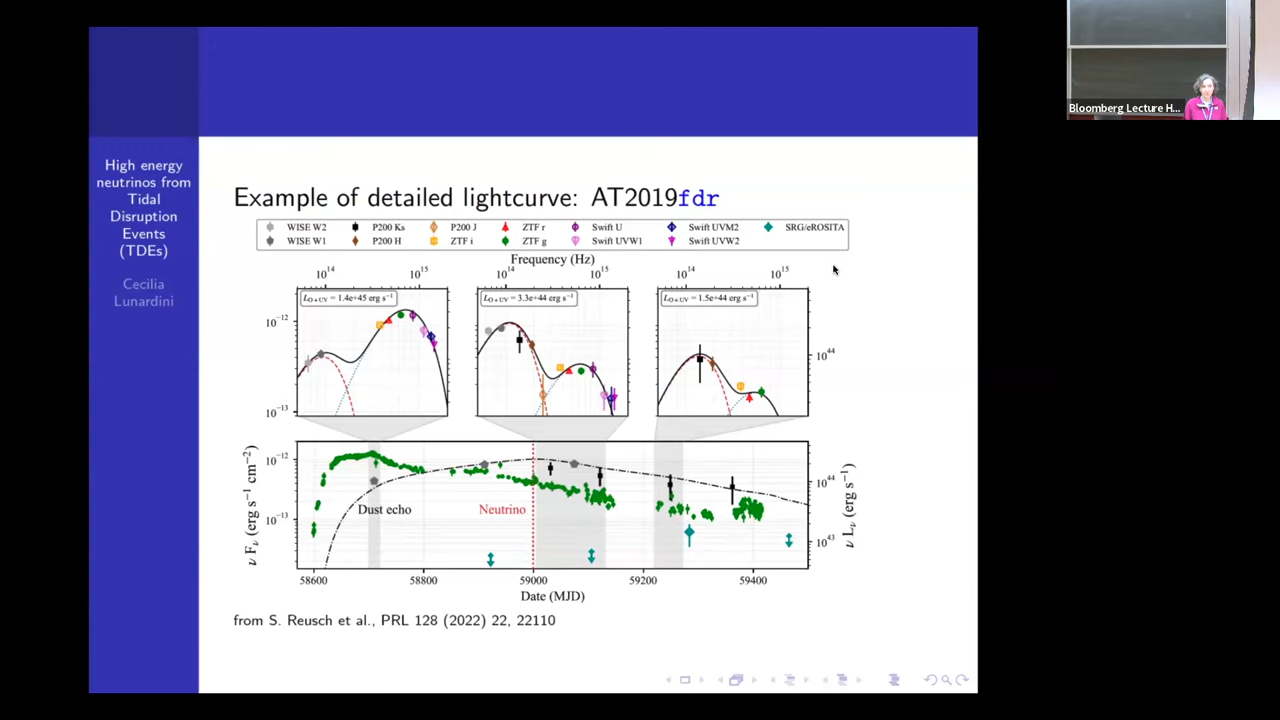 Bloomberg Lecture H...
High energy
neutrinos from
Tidal
Disruption
Events
(TDEs)
Cecilia
Lunardini
Example of detailed lightcurve: AT2019fdr
WISE W2 P200 Ks P200 J ZTF r Swift U Swift UVM2 SRG/eROSITA
WISE W1 P200 H ZTF i ZTF g Swift UVW1 Swift UVW2
Frequency (Hz)
10^14 10^15 10^14 10^15 10^14 10^15
L_O+UV = 1.4e+45 erg s^-1 L_O+UV = 3.3e+44 erg s^-1 L_O+UV = 1.5e+44 erg s^-1
10^-12
10^44
10^-13
10^-12
10^44
Dust echo Neutrino
10^-13
10^43
ν F_ν (erg s^-1 cm^-2)
ν L_ν (erg s^-1)
58600 58800 59000 59200 59400
Date (MJD)
from S. Reusch et al., PRL 128 (2022) 22, 22110